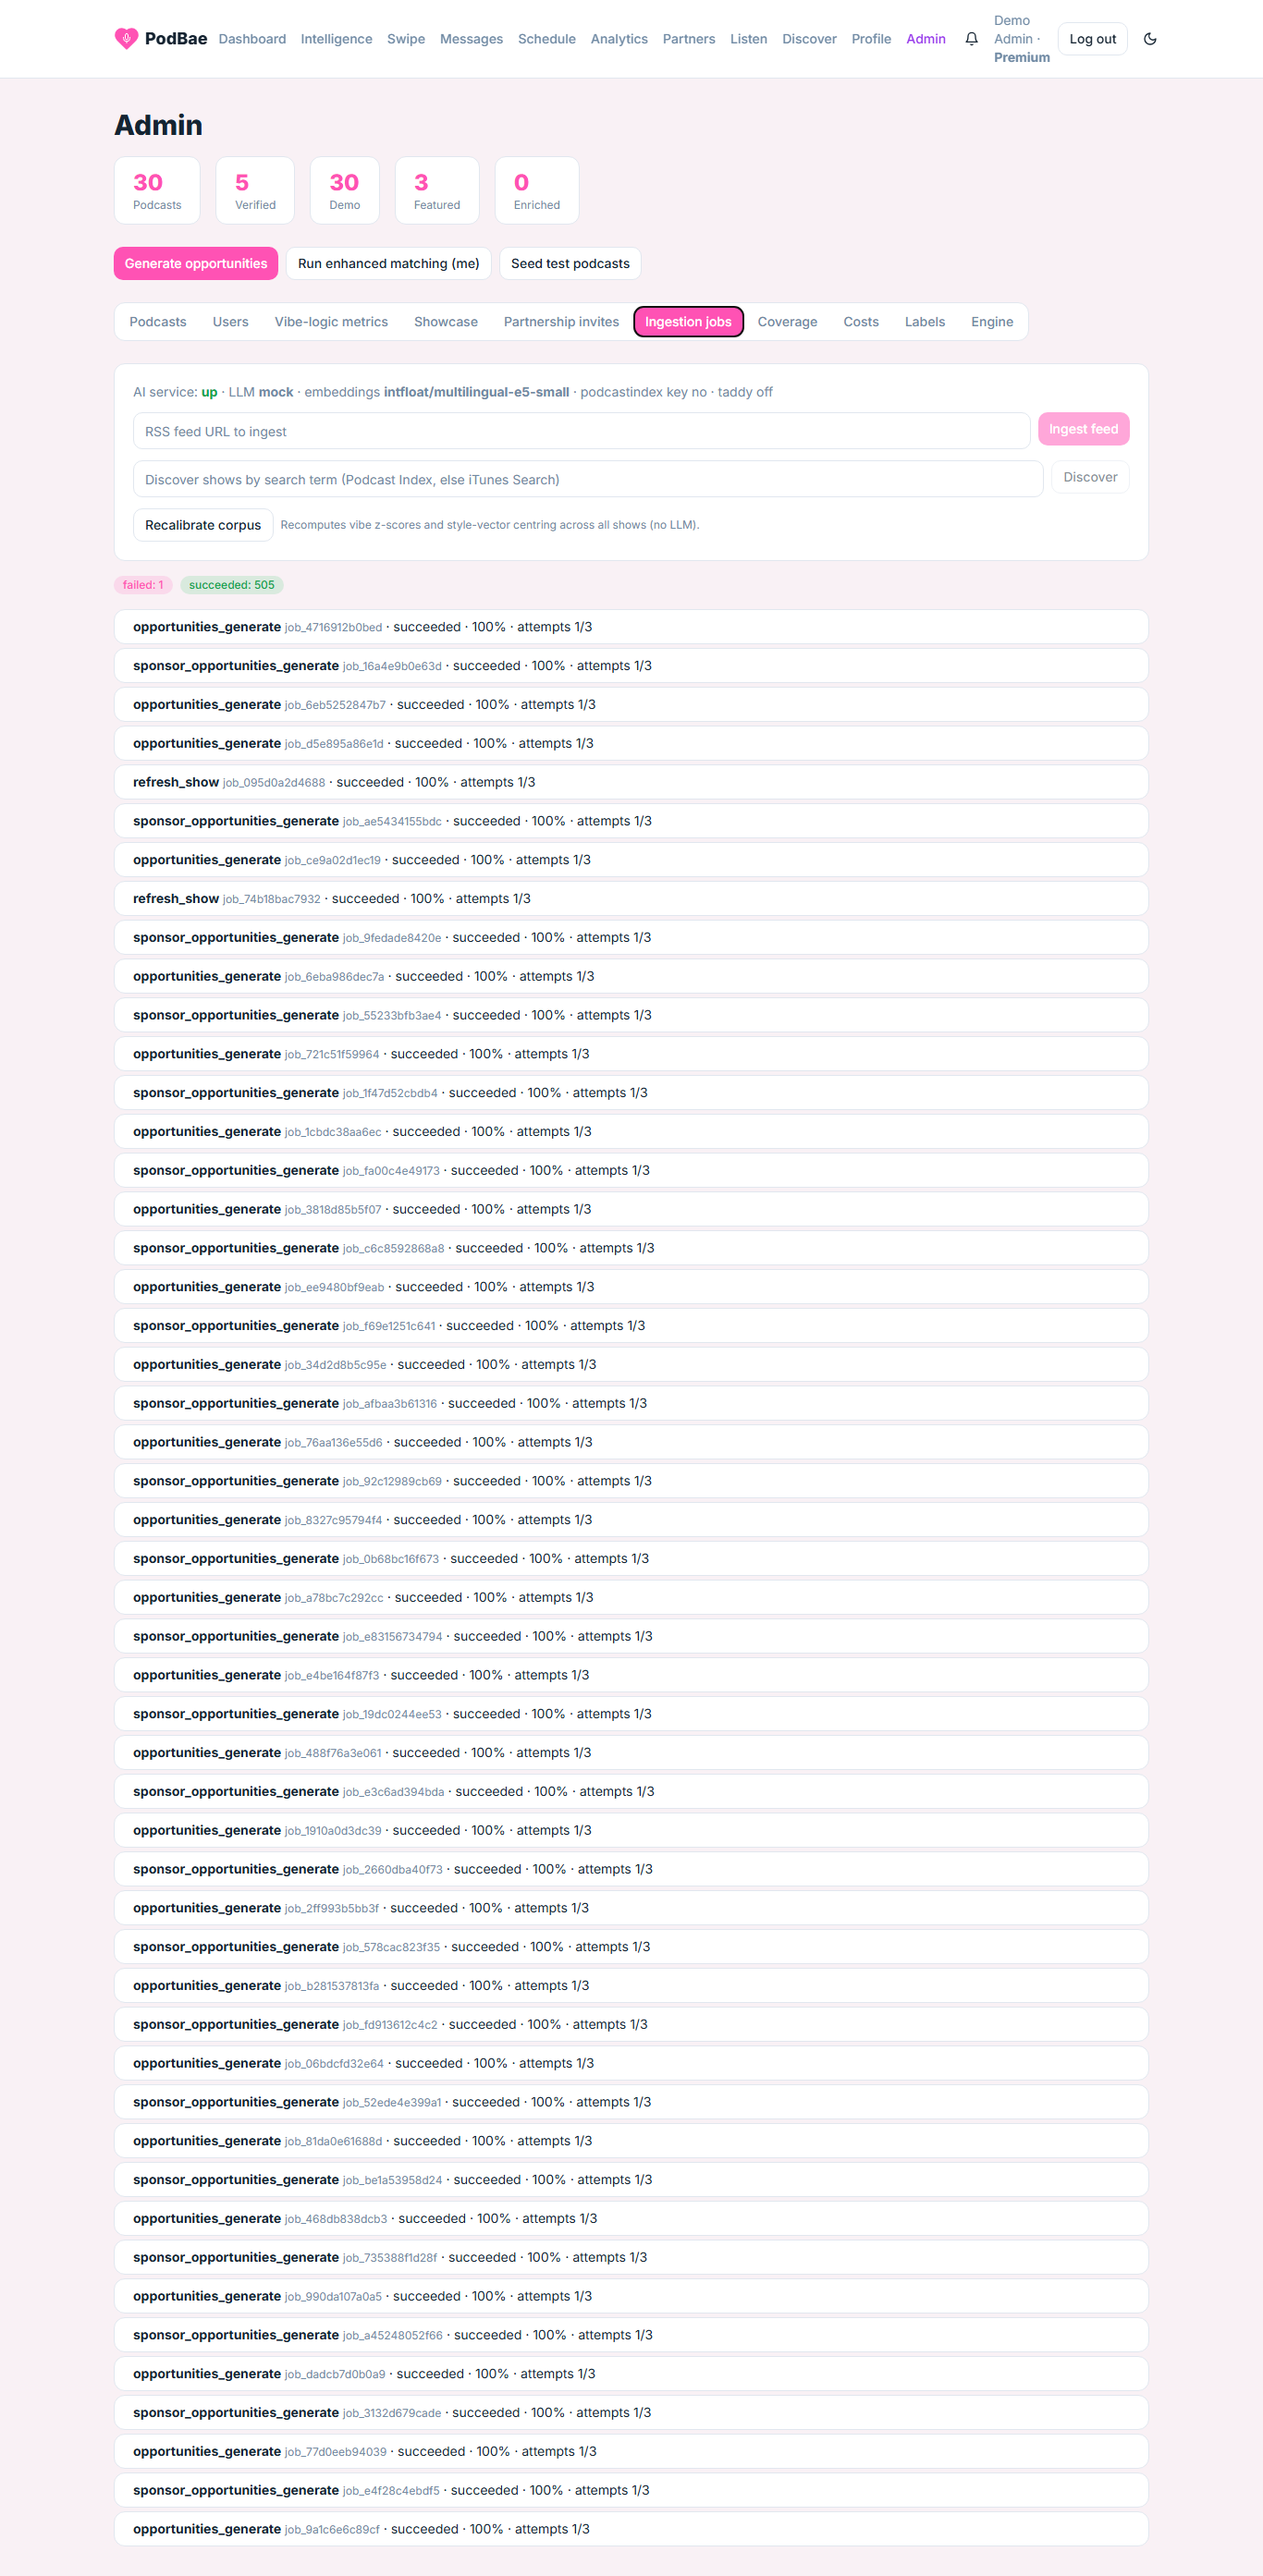 PodBae Dashboard Intelligence Swipe Messages Schedule Analytics Partners Listen Discover Profile Admin Demo Admin · Premium Log out
Admin
30 5 30 3 0
Podcasts Verified Demo Featured Enriched
Generate opportunities Run enhanced matching (me) Seed test podcasts
Podcasts Users Vibe-logic metrics Showcase Partnership invites Ingestion jobs Coverage Costs Labels Engine
AI service: up · LLM mock · embeddings intfloat/multilingual-e5-small · podcastindex key no · taddy off
RSS feed URL to ingest Ingest feed
Discover shows by search term (Podcast Index, else iTunes Search) Discover
Recalibrate corpus Recomputes vibe z-scores and style-vector centring across all shows (no LLM).
failed: 1 succeeded: 505
opportunities_generate job_4716912b0bed · succeeded · 100% · attempts 1/3
sponsor_opportunities_generate job_16a4e9b0e63d · succeeded · 100% · attempts 1/3
opportunities_generate job_6eb5252847b7 · succeeded · 100% · attempts 1/3
opportunities_generate job_d5e895a86e1d · succeeded · 100% · attempts 1/3
refresh_show job_095d0a2d4688 · succeeded · 100% · attempts 1/3
sponsor_opportunities_generate job_ae5434155bdc · succeeded · 100% · attempts 1/3
opportunities_generate job_ce9a02d1ec19 · succeeded · 100% · attempts 1/3
refresh_show job_74b18bac7932 · succeeded · 100% · attempts 1/3
sponsor_opportunities_generate job_9fedade8420e · succeeded · 100% · attempts 1/3
opportunities_generate job_6eba986dec7a · succeeded · 100% · attempts 1/3
sponsor_opportunities_generate job_55233bfb3ae4 · succeeded · 100% · attempts 1/3
opportunities_generate job_721c51f59964 · succeeded · 100% · attempts 1/3
sponsor_opportunities_generate job_1f47d52cbdb4 · succeeded · 100% · attempts 1/3
opportunities_generate job_1cbdc38aa6ec · succeeded · 100% · attempts 1/3
sponsor_opportunities_generate job_fa00c4e49173 · succeeded · 100% · attempts 1/3
opportunities_generate job_3818d85b5f07 · succeeded · 100% · attempts 1/3
sponsor_opportunities_generate job_c6c8592868a8 · succeeded · 100% · attempts 1/3
opportunities_generate job_ee9480bf9eab · succeeded · 100% · attempts 1/3
sponsor_opportunities_generate job_f69e1251c641 · succeeded · 100% · attempts 1/3
opportunities_generate job_34d2d8b5c95e · succeeded · 100% · attempts 1/3
sponsor_opportunities_generate job_afbaa3b61316 · succeeded · 100% · attempts 1/3
opportunities_generate job_76aa136e55d6 · succeeded · 100% · attempts 1/3
sponsor_opportunities_generate job_92c12989cb69 · succeeded · 100% · attempts 1/3
opportunities_generate job_8327c95794f4 · succeeded · 100% · attempts 1/3
sponsor_opportunities_generate job_0b68bc16f673 · succeeded · 100% · attempts 1/3
opportunities_generate job_a78bc7c292cc · succeeded · 100% · attempts 1/3
sponsor_opportunities_generate job_e83156734794 · succeeded · 100% · attempts 1/3
opportunities_generate job_e4be164f87f3 · succeeded · 100% · attempts 1/3
sponsor_opportunities_generate job_19dc0244ee53 · succeeded · 100% · attempts 1/3
opportunities_generate job_488f76a3e061 · succeeded · 100% · attempts 1/3
sponsor_opportunities_generate job_e3c6ad394bda · succeeded · 100% · attempts 1/3
opportunities_generate job_1910a0d3dc39 · succeeded · 100% · attempts 1/3
sponsor_opportunities_generate job_2660dba40f73 · succeeded · 100% · attempts 1/3
opportunities_generate job_2ff993b5bb3f · succeeded · 100% · attempts 1/3
sponsor_opportunities_generate job_578cac823f35 · succeeded · 100% · attempts 1/3
opportunities_generate job_b281537813fa · succeeded · 100% · attempts 1/3
sponsor_opportunities_generate job_fd913612c4c2 · succeeded · 100% · attempts 1/3
opportunities_generate job_06bdcfd32e64 · succeeded · 100% · attempts 1/3
sponsor_opportunities_generate job_52ede4e399a1 · succeeded · 100% · attempts 1/3
opportunities_generate job_81da0e61688d · succeeded · 100% · attempts 1/3
sponsor_opportunities_generate job_be1a53958d24 · succeeded · 100% · attempts 1/3
opportunities_generate job_468db838dcb3 · succeeded · 100% · attempts 1/3
sponsor_opportunities_generate job_735388f1d28f · succeeded · 100% · attempts 1/3
opportunities_generate job_990da107a0a5 · succeeded · 100% · attempts 1/3
sponsor_opportunities_generate job_a45248052f66 · succeeded · 100% · attempts 1/3
opportunities_generate job_dadcb7d0b0a9 · succeeded · 100% · attempts 1/3
sponsor_opportunities_generate job_3132d679cade · succeeded · 100% · attempts 1/3
opportunities_generate job_77d0eeb94039 · succeeded · 100% · attempts 1/3
sponsor_opportunities_generate job_e4f28c4ebdf5 · succeeded · 100% · attempts 1/3
opportunities_generate job_9a1c6e6c89cf · succeeded · 100% · attempts 1/3